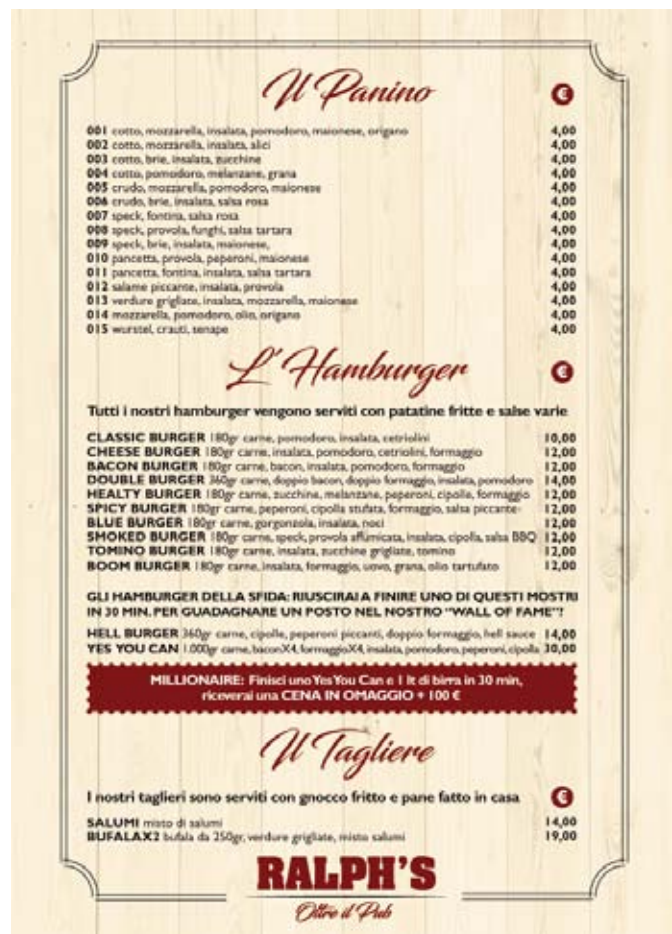 Il Panino €
001 cotto, mozzarella, insalata, pomodoro, maionese, origano 4,00
002 cotto, mozzarella, insalata, alici 4,00
003 cotto, brie, insalata, zucchine 4,00
004 cotto, pomodoro, melanzane, grana 4,00
005 crudo, mozzarella, pomodoro, maionese 4,00
006 crudo, brie, insalata, salsa rosa 4,00
007 speck, fontina, salsa rosa 4,00
008 speck, provola, funghi, salsa tartara 4,00
009 speck, brie, insalata, maionese, 4,00
010 pancetta, provola, peperoni, maionese 4,00
011 pancetta, fontina, insalata, salsa tartara 4,00
012 salame piccante, insalata, provola 4,00
013 verdure grigliate, insalata, mozzarella, maionese 4,00
014 mozzarella, pomodoro, olio, origano 4,00
015 wurstel, crauti, senape 4,00
L'Hamburger €
Tutti i nostri hamburger vengono serviti con patatine fritte e salse varie
CLASSIC BURGER 180gr carne, pomodoro, insalata, cetriolini 10,00
CHEESE BURGER 180gr carne, insalata, pomodoro, cetriolini, formaggio 12,00
BACON BURGER 180gr carne, bacon, insalata, pomodoro, formaggio 12,00
DOUBLE BURGER 360gr carne, doppio bacon, doppio formaggio, insalata, pomodoro 14,00
HEALTY BURGER 180gr carne, zucchine, melanzane, peperoni, cipolle, formaggio 12,00
SPICY BURGER 180gr carne, peperoni, cipolla stufata, formaggio, salsa piccante- 12,00
BLUE BURGER 180gr carne, gorgonzola, insalata, noci 12,00
SMOKED BURGER 180gr carne, speck, provola affumicata, insalata, cipolla, salsa BBQ 12,00
TOMINO BURGER 180gr carne, insalata, zucchine grigliate, tomino 12,00
BOOM BURGER 180gr carne, insalata, formaggio, uovo, grana, olio tartufato 12,00
GLI HAMBURGER DELLA SFIDA: RIUSCIRAI A FINIRE UNO DI QUESTI MOSTRI
IN 30 MIN. PER GUADAGNARE UN POSTO NEL NOSTRO "WALL OF FAME"!
HELL BURGER 360gr carne, cipolle, peperoni piccanti, doppio formaggio, hell sauce 14,00
YES YOU CAN 1.000gr carne, baconX4, formaggioX4, insalata, pomodoro, peperoni, cipolla 30,00
MILLIONAIRE: Finisci uno Yes You Can e 1 lt di birra in 30 min,
riceverai una CENA IN OMAGGIO + 100 €
Il Tagliere
I nostri taglieri sono serviti con gnocco fritto e pane fatto in casa €
SALUMI misto di salumi 14,00
BUFALAX2 bufala da 250gr, verdure grigliate, misto salumi 19,00
RALPH'S
Oltre il Pub